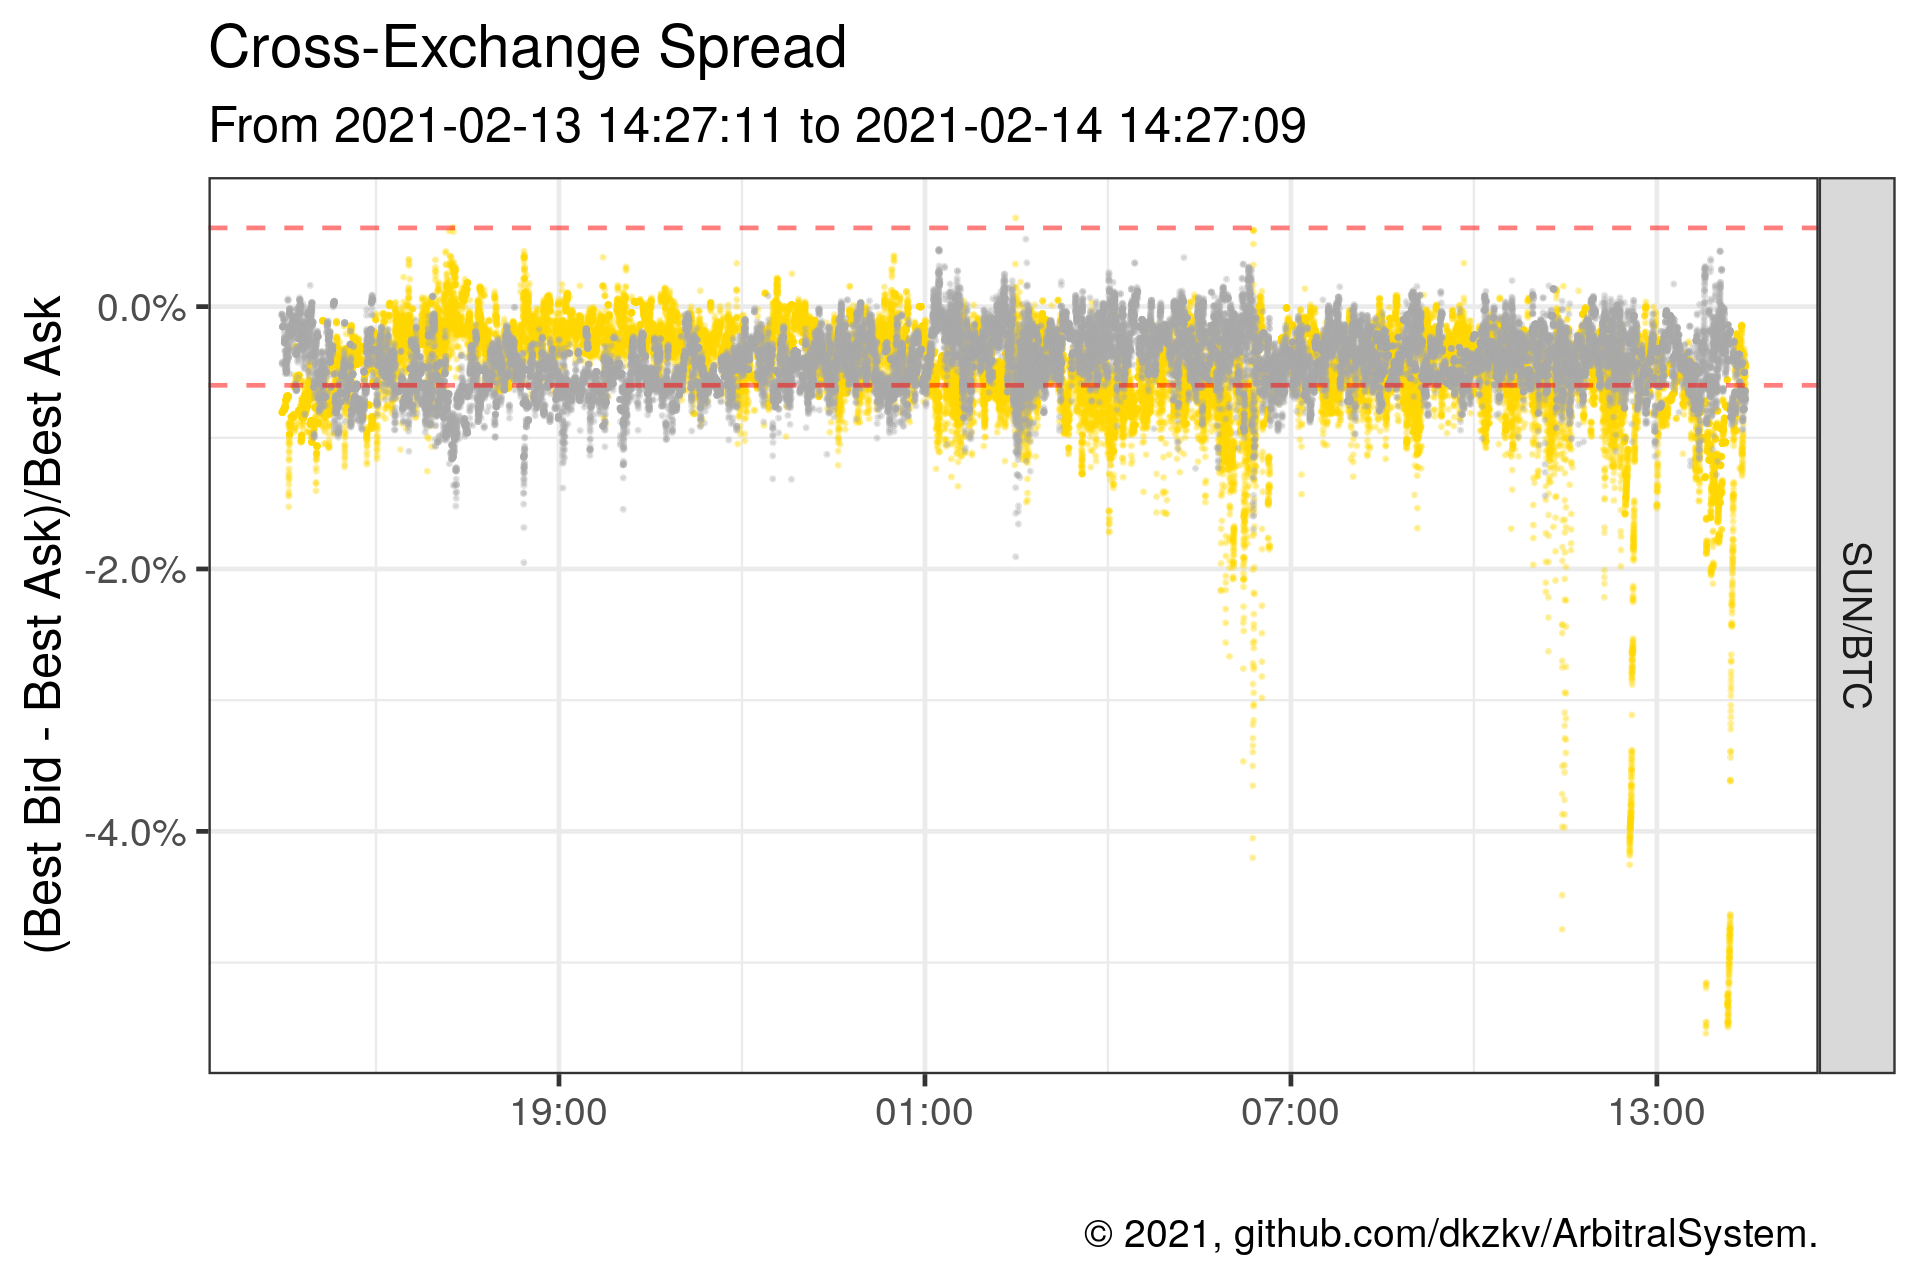 Cross-Exchange Spread
From 2021-02-13 14:27:11 to 2021-02-14 14:27:09
(Best Bid - Best Ask)/Best Ask
0.0%
-2.0%
-4.0%
SUN/BTC
19:00
01:00
07:00
13:00
© 2021, github.com/dkzkv/ArbitralSystem.